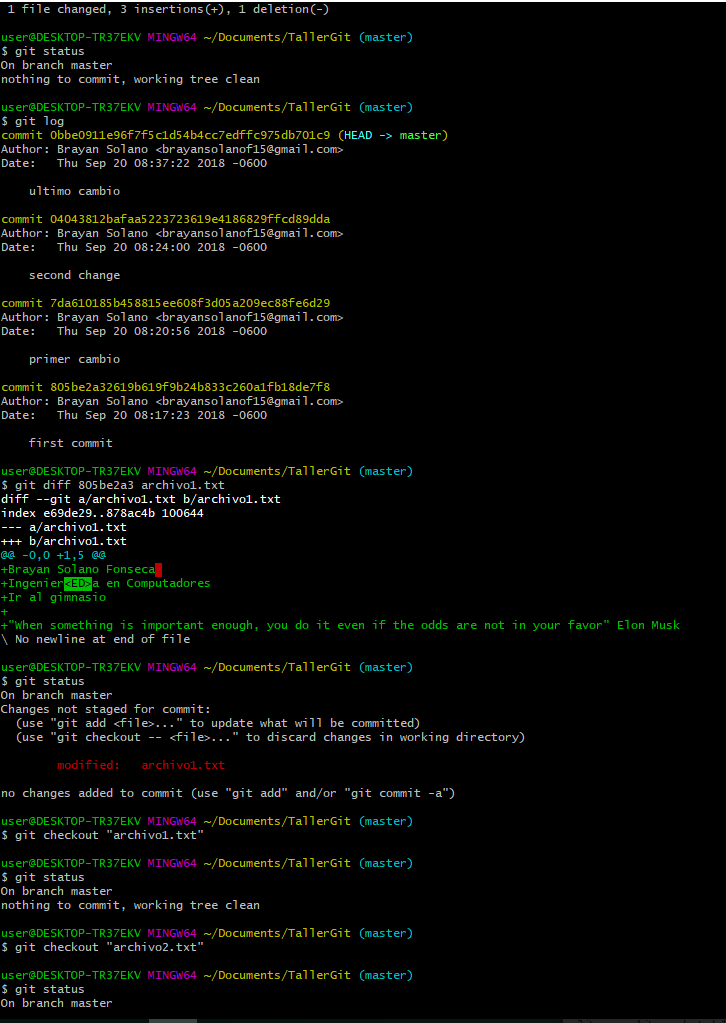 1 file changed, 3 insertions(+), 1 deletion(-)
user@DESKTOP-TR37EKV MINGW64 ~/Documents/TallerGit (master)
$ git status
On branch master
nothing to commit, working tree clean
user@DESKTOP-TR37EKV MINGW64 ~/Documents/TallerGit (master)
$ git log
commit 0bbe0911e96f7f5c1d54b4cc7edffc975db701c9 (HEAD -> master)
Author: Brayan Solano <brayansolanof15@gmail.com>
Date:   Thu Sep 20 08:37:22 2018 -0600
ultimo cambio
commit 04043812bafaa5223723619e4186829ffcd89dda
Author: Brayan Solano <brayansolanof15@gmail.com>
Date:   Thu Sep 20 08:24:00 2018 -0600
second change
commit 7da610185b458815ee608f3d05a209ec88fe6d29
Author: Brayan Solano <brayansolanof15@gmail.com>
Date:   Thu Sep 20 08:20:56 2018 -0600
primer cambio
commit 805be2a32619b619f9b24b833c260a1fb18de7f8
Author: Brayan Solano <brayansolanof15@gmail.com>
Date:   Thu Sep 20 08:17:23 2018 -0600
first commit
user@DESKTOP-TR37EKV MINGW64 ~/Documents/TallerGit (master)
$ git diff 805be2a3 archivo1.txt
diff --git a/archivo1.txt b/archivo1.txt
index e69de29..878ac4b 100644
--- a/archivo1.txt
+++ b/archivo1.txt
@@ -0,0 +1,5 @@
+Brayan Solano Fonseca
+Ingenier<ED>a en Computadores
+Ir al gimnasio
+
+"When something is important enough, you do it even if the odds are not in your favor" Elon Musk
\ No newline at end of file
user@DESKTOP-TR37EKV MINGW64 ~/Documents/TallerGit (master)
$ git status
On branch master
Changes not staged for commit:
(use "git add <file>..." to update what will be committed)
(use "git checkout -- <file>..." to discard changes in working directory)
modified:   archivo1.txt
no changes added to commit (use "git add" and/or "git commit -a")
user@DESKTOP-TR37EKV MINGW64 ~/Documents/TallerGit (master)
$ git checkout "archivo1.txt"
user@DESKTOP-TR37EKV MINGW64 ~/Documents/TallerGit (master)
$ git status
On branch master
nothing to commit, working tree clean
user@DESKTOP-TR37EKV MINGW64 ~/Documents/TallerGit (master)
$ git checkout "archivo2.txt"
user@DESKTOP-TR37EKV MINGW64 ~/Documents/TallerGit (master)
$ git status
On branch master